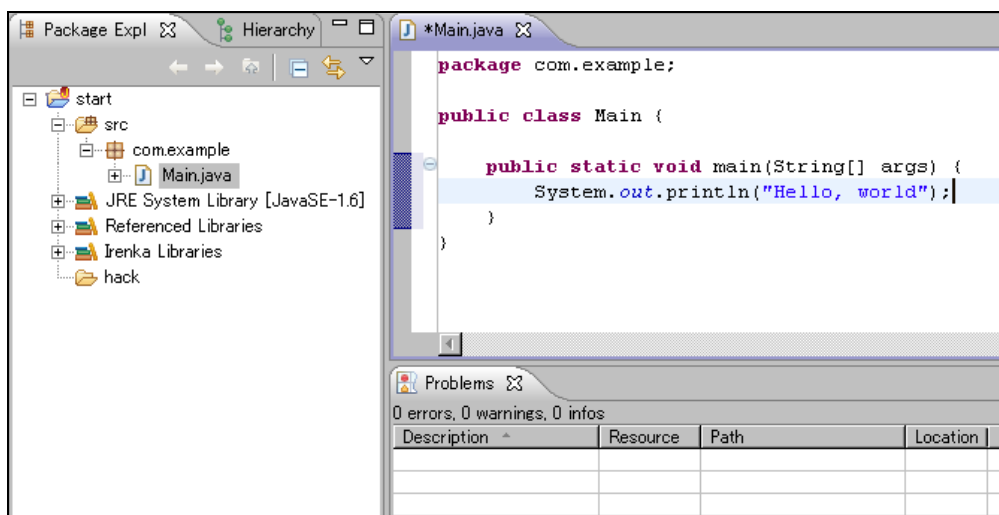 Package Expl
Hierarchy
start
src
com.example
Main.java
JRE System Library [JavaSE-1.6]
Referenced Libraries
Irenka Libraries
hack
*Main.java
package com.example;
public class Main {
public static void main(String[] args) {
System.out.println("Hello, world");
}
}
Problems
0 errors, 0 warnings, 0 infos
Description Resource Path Location